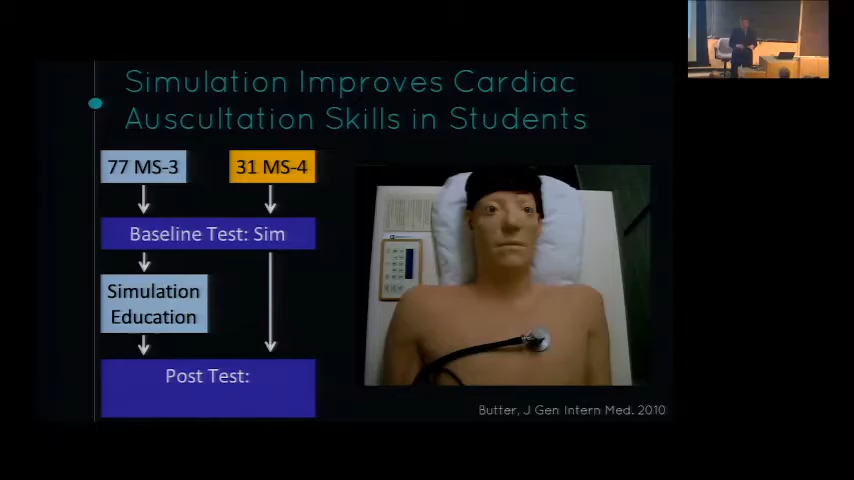 Simulation Improves Cardiac
Auscultation Skills in Students
77 MS-3
31 MS-4
Baseline Test: Sim
Simulation
Education
Post Test:
Butter, J Gen Intern Med. 2010